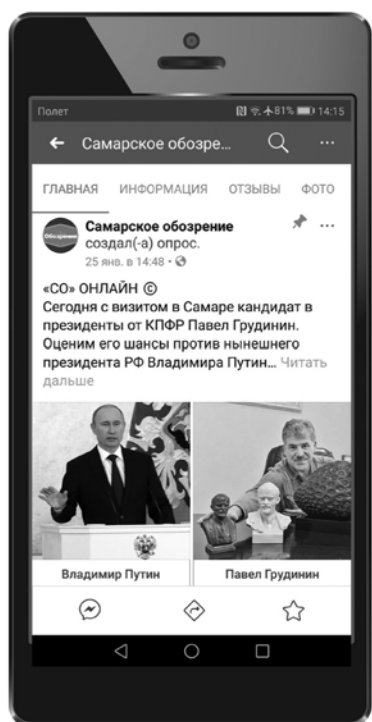 Полет 81% 14:15
Самарское обозре...
ГЛАВНАЯ ИНФОРМАЦИЯ ОТЗЫВЫ ФОТО
Обозрение
Самарское обозрение
создал(-а) опрос.
25 янв. в 14:48 •
«СО» ОНЛАЙН ©
Сегодня с визитом в Самаре кандидат в
президенты от КПФР Павел Грудинин.
Оценим его шансы против нынешнего
президента РФ Владимира Путин... Читать
дальше
Владимир Путин Павел Грудинин